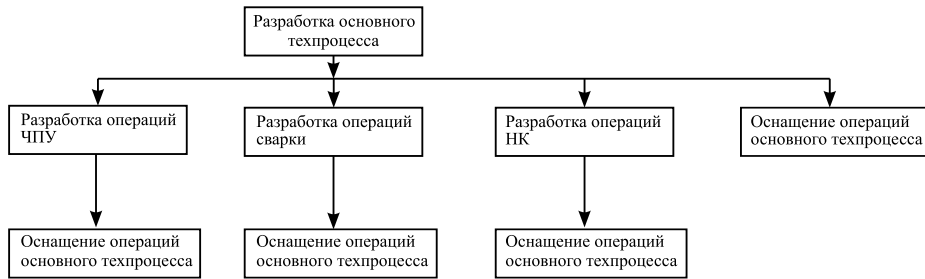 Разработка основного
техпроцесса
Разработка операций
ЧПУ
Разработка операций
сварки
Разработка операций
НК
Оснащение операций
основного техпроцесса
Оснащение операций
основного техпроцесса
Оснащение операций
основного техпроцесса
Оснащение операций
основного техпроцесса